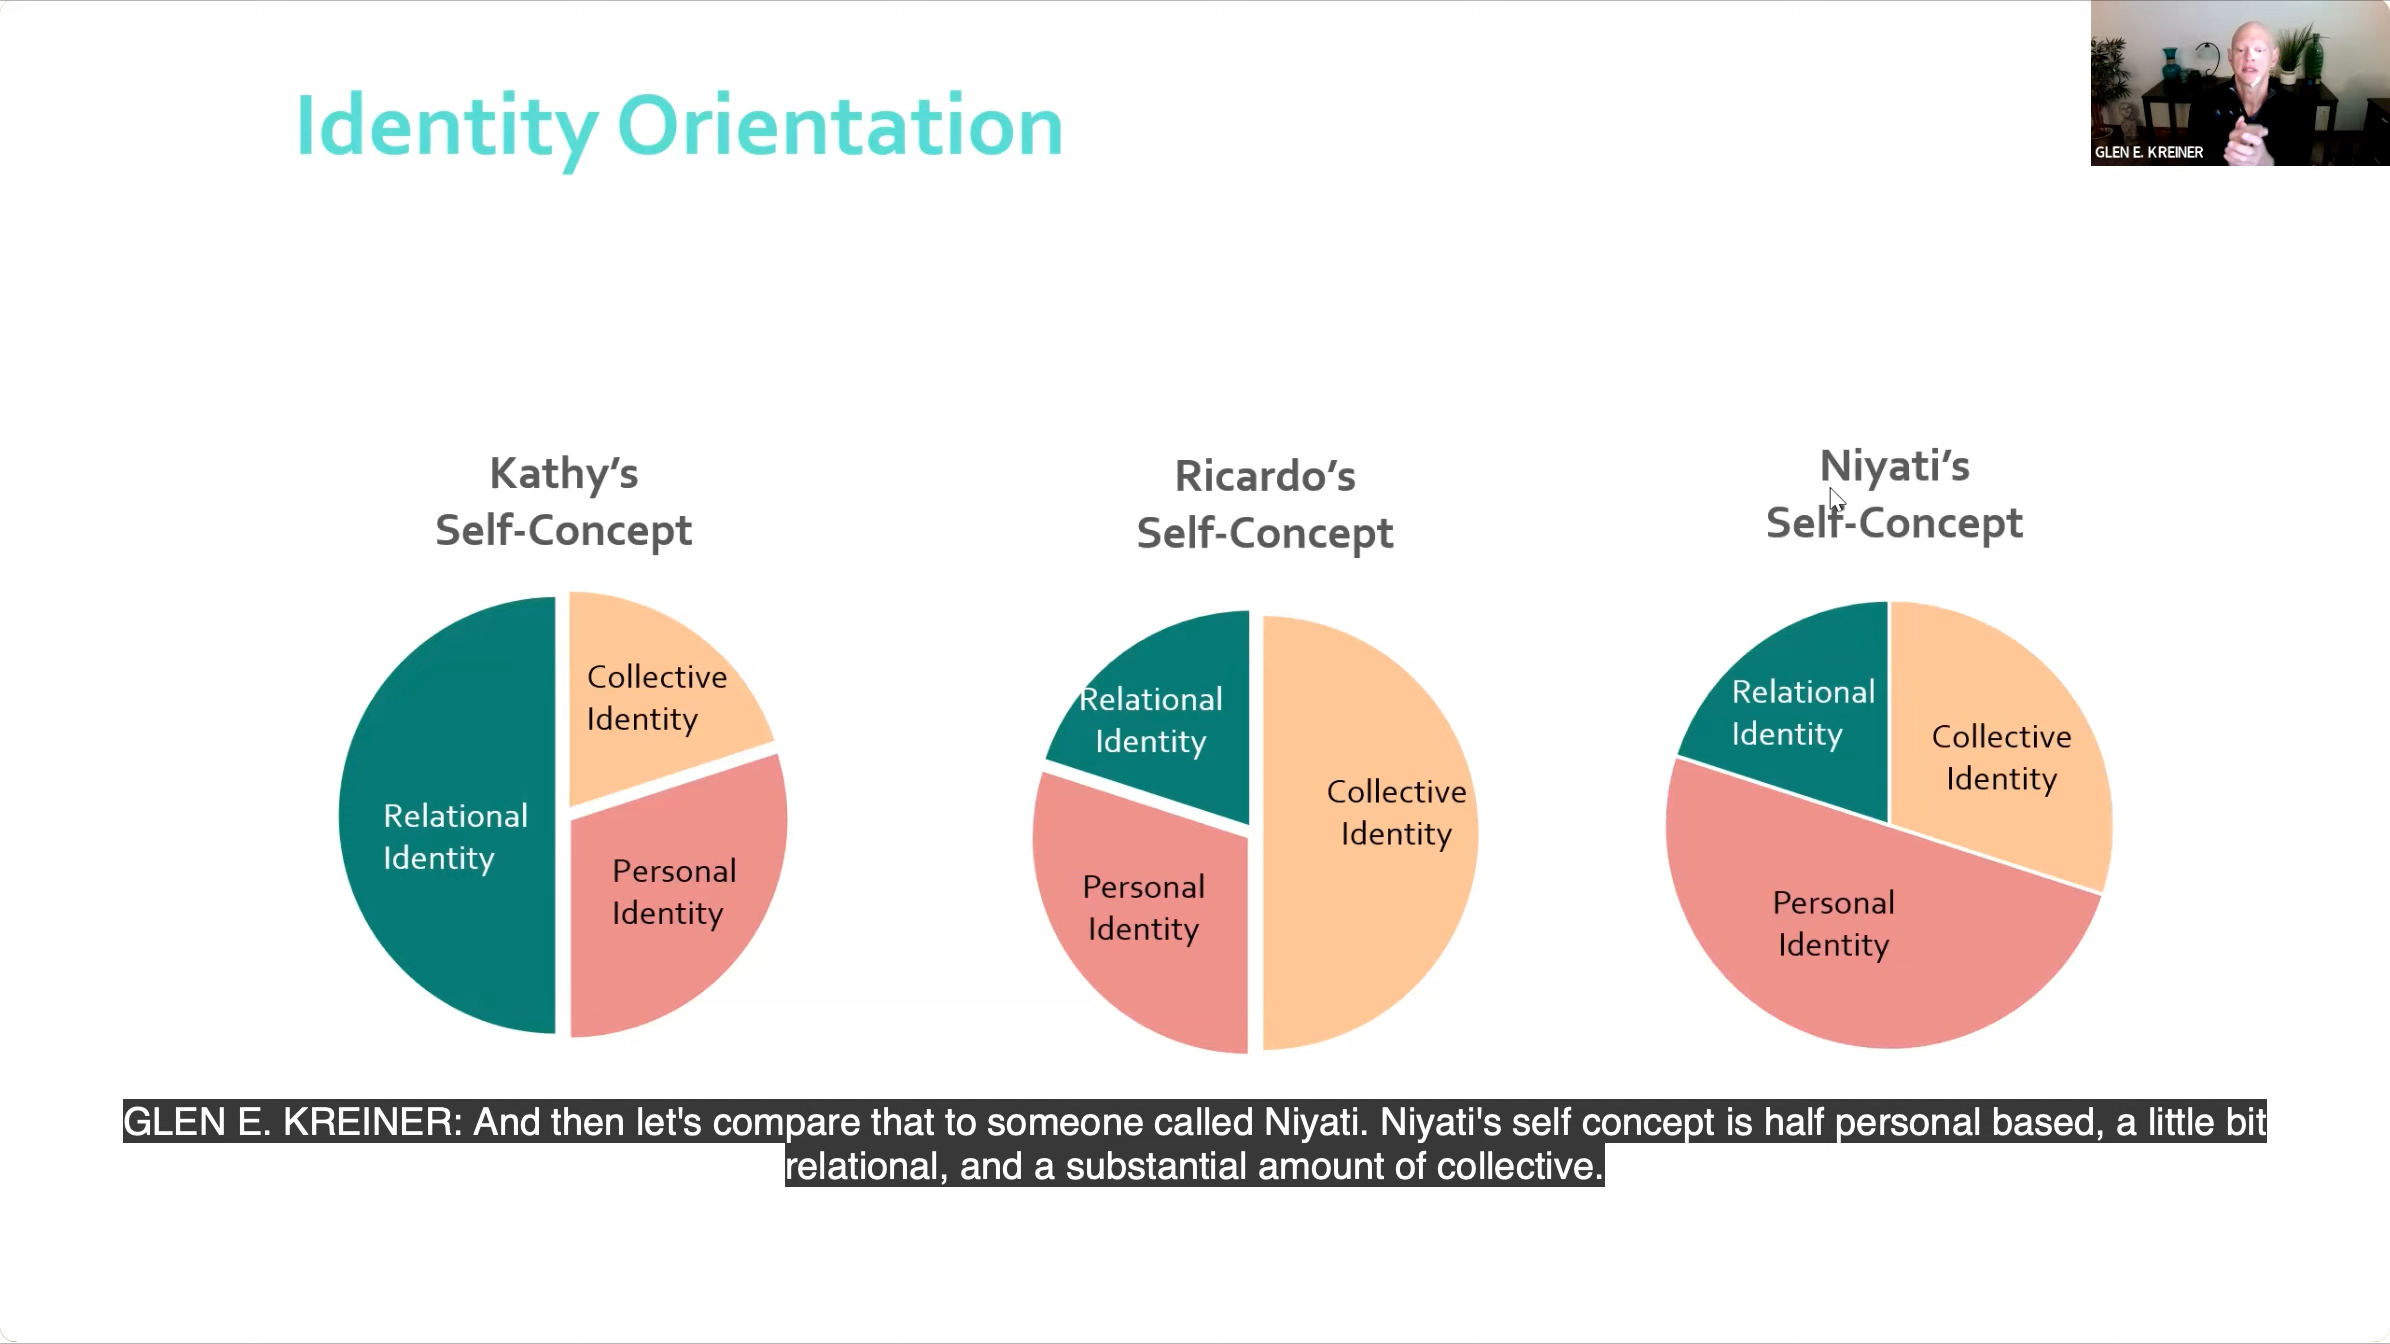 Identity Orientation
GLEN E. KREINER
Kathy's
Self-Concept
Collective
Identity
Relational
Identity
Personal
Identity
Ricardo's
Self-Concept
Relational
Identity
Collective
Identity
Personal
Identity
Niyati's
Self-Concept
Relational
Identity
Collective
Identity
Personal
Identity
GLEN E. KREINER: And then let's compare that to someone called Niyati. Niyati's self concept is half personal based, a little bit
relational, and a substantial amount of collective.